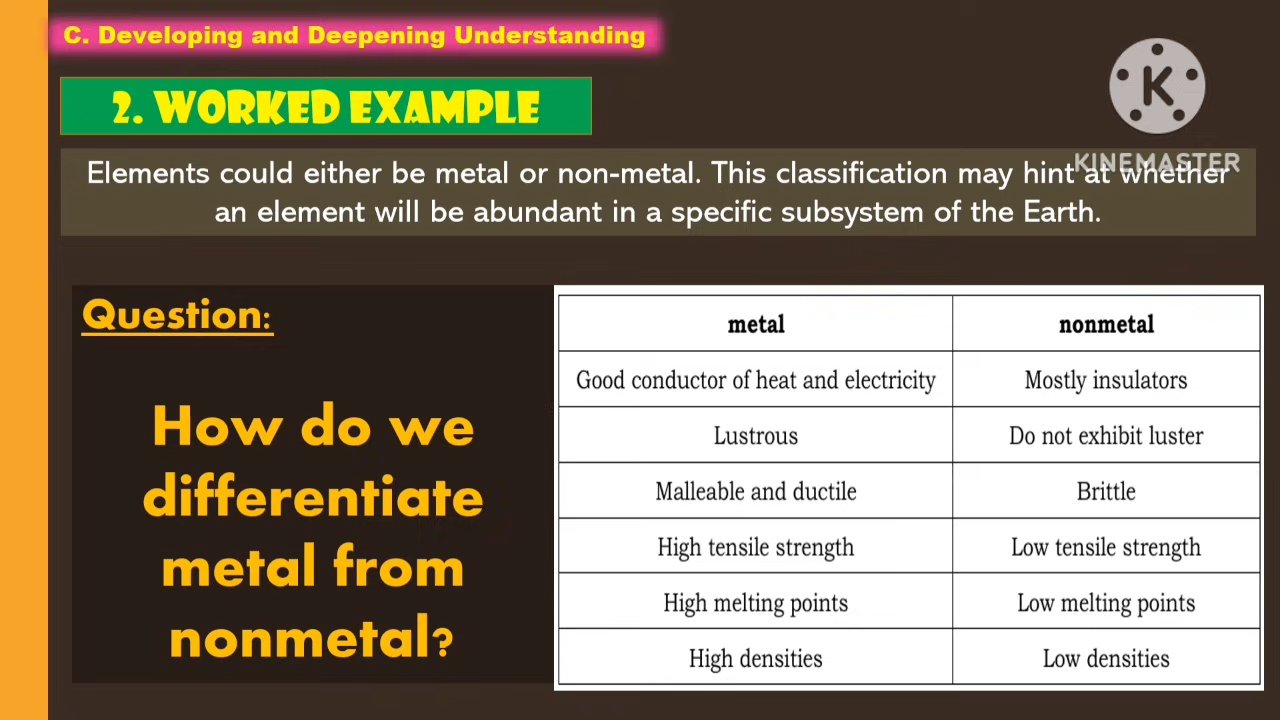 C. Developing and Deepening Understanding
2. WORKED EXAMPLE
K
KINEMASTER
Elements could either be metal or non-metal. This classification may hint at whether
an element will be abundant in a specific subsystem of the Earth.
Question:
How do we
differentiate
metal from
nonmetal?
metal nonmetal
Good conductor of heat and electricity Mostly insulators
Lustrous Do not exhibit luster
Malleable and ductile Brittle
High tensile strength Low tensile strength
High melting points Low melting points
High densities Low densities